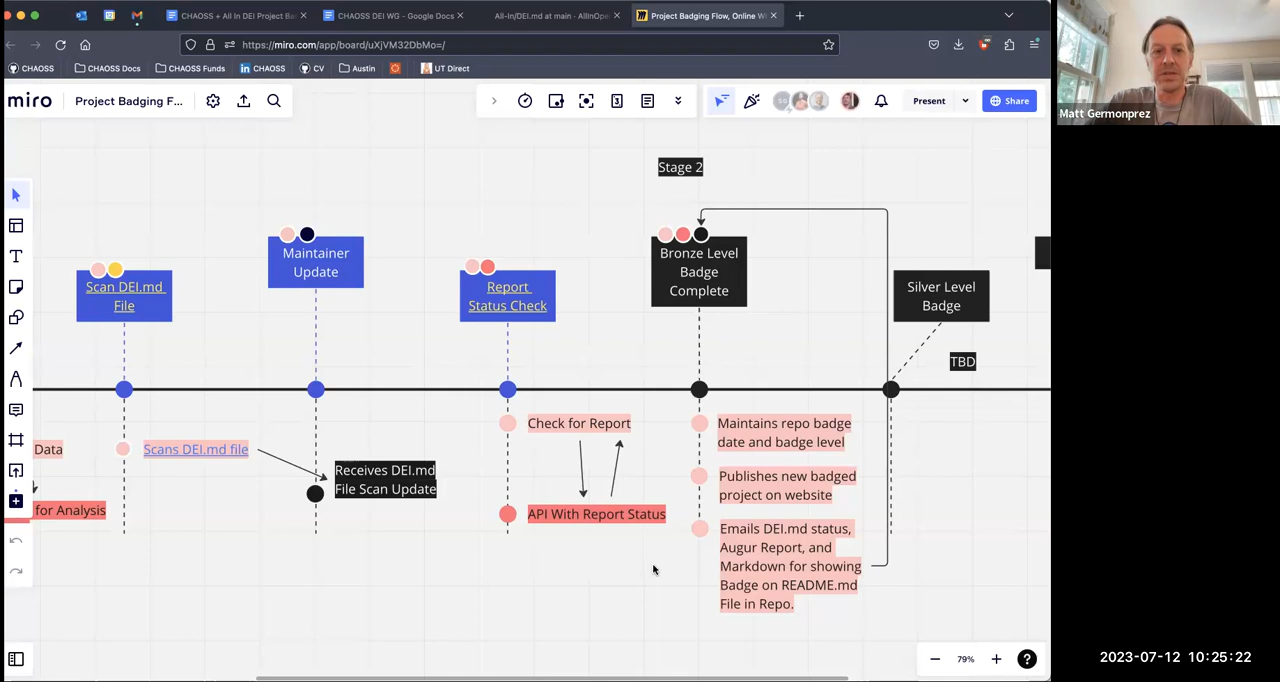 CHAOSS + All In DEI Project Ba
CHAOSS DEI WG - Google Docs
All-In/DEI.md at main · AllInOpe
Project Badging Flow, Online W
https://miro.com/app/board/uXjVM32DbMo=/
CHAOSS
CHAOSS Docs
CHAOSS Funds
CHAOSS
CV
Austin
UT Direct
miro
Project Badging F...
Present
Share
Matt Germonprez
Stage 2
Scan DEI.md
File
Maintainer
Update
Report
Status Check
Bronze Level
Badge
Complete
Silver Level
Badge
TBD
Data
for Analysis
Scans DEI.md file
Receives DEI.md
File Scan Update
Check for Report
API With Report Status
Maintains repo badge
date and badge level
Publishes new badged
project on website
Emails DEI.md status,
Augur Report, and
Markdown for showing
Badge on README.md
File in Repo.
79%
2023-07-12 10:25:22